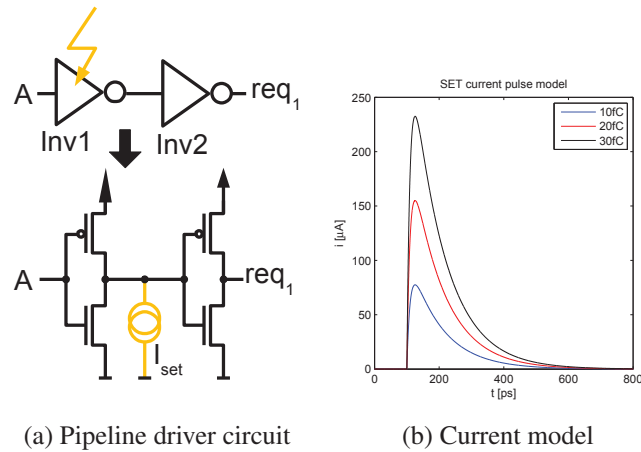 A
Inv1
Inv2
req1
A
req1
Iset
(a) Pipeline driver circuit
SET current pulse model
10fC
20fC
30fC
i [µA]
250
200
150
100
50
0
0
200
400
600
800
t [ps]
(b) Current model